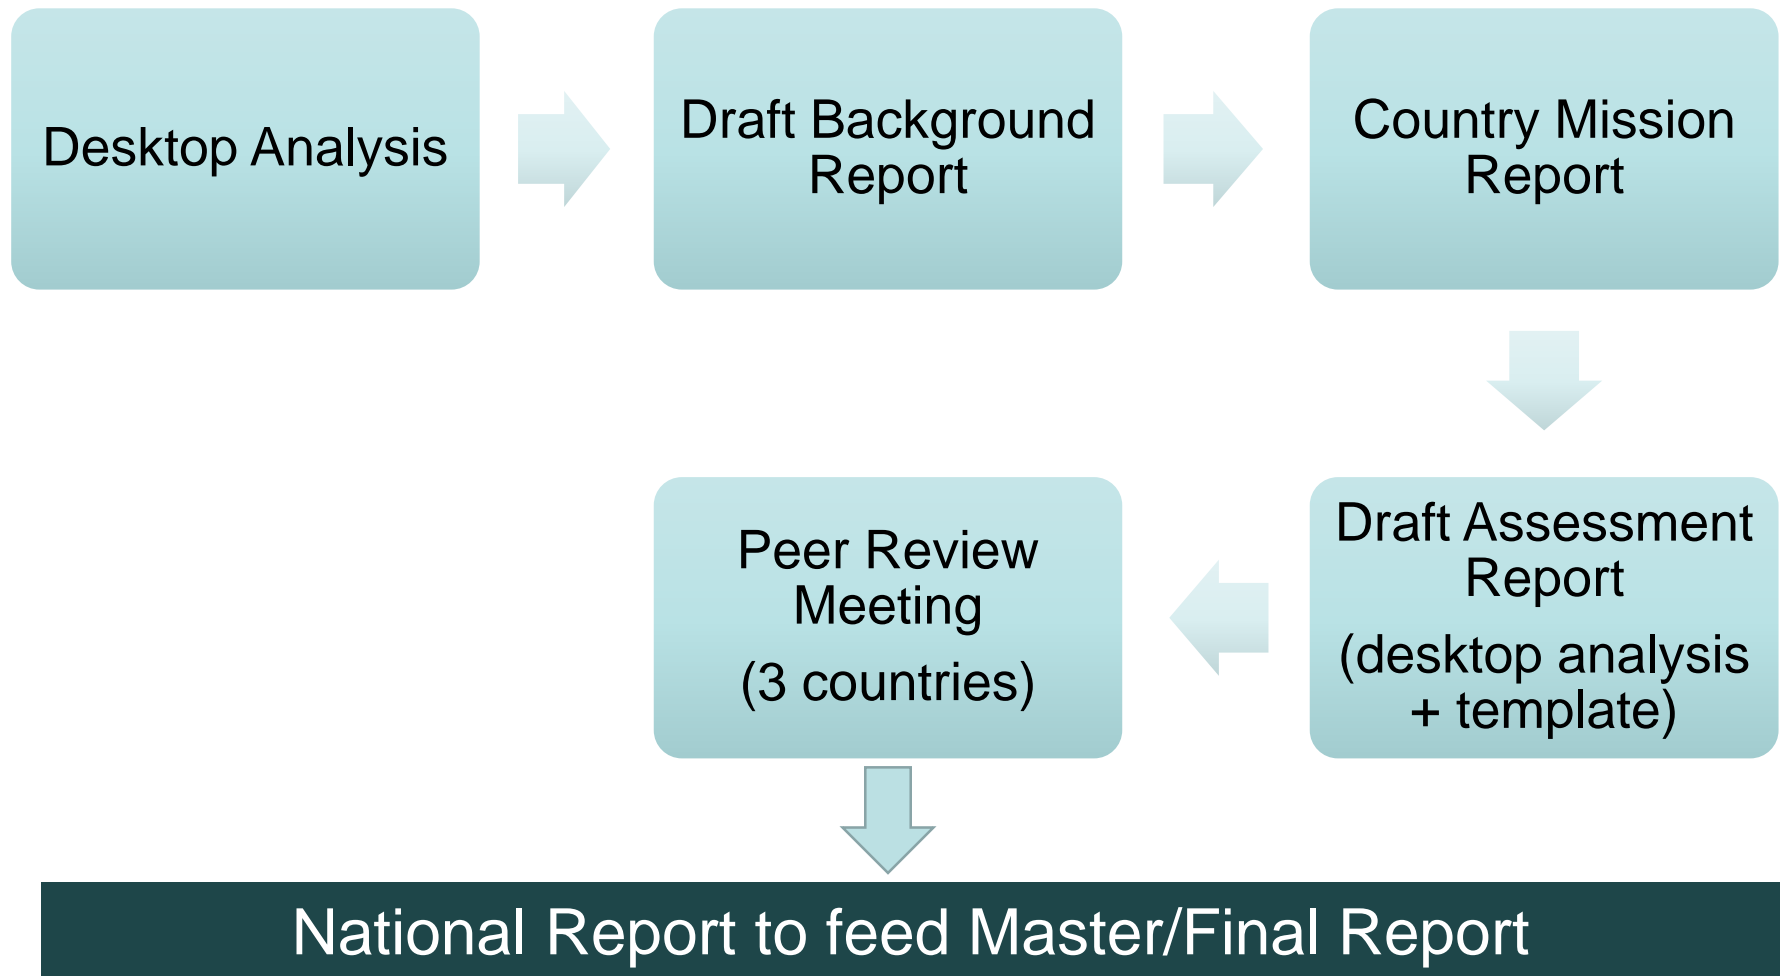 Desktop Analysis
Draft Background
Report
Country Mission
Report
Draft Assessment
Report
(desktop analysis
+ template)
Peer Review
Meeting
(3 countries)
National Report to feed Master/Final Report